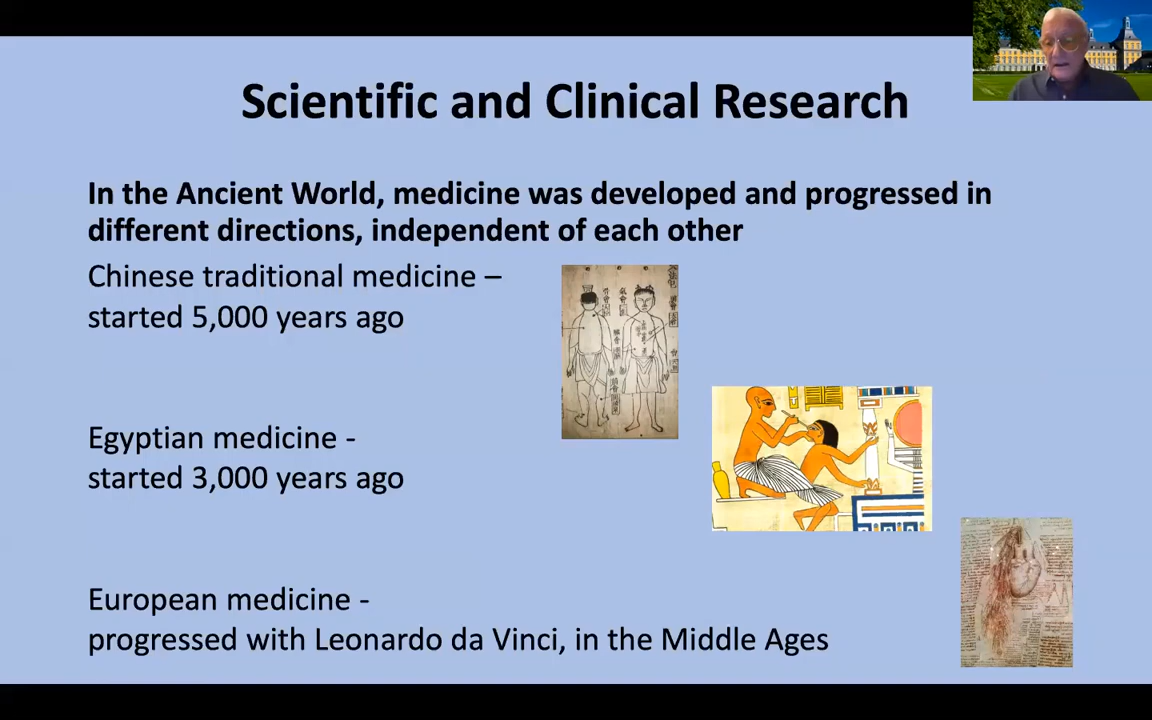 Scientific and Clinical Research
In the Ancient World, medicine was developed and progressed in
different directions, independent of each other
Chinese traditional medicine –
started 5,000 years ago
Egyptian medicine -
started 3,000 years ago
European medicine -
progressed with Leonardo da Vinci, in the Middle Ages